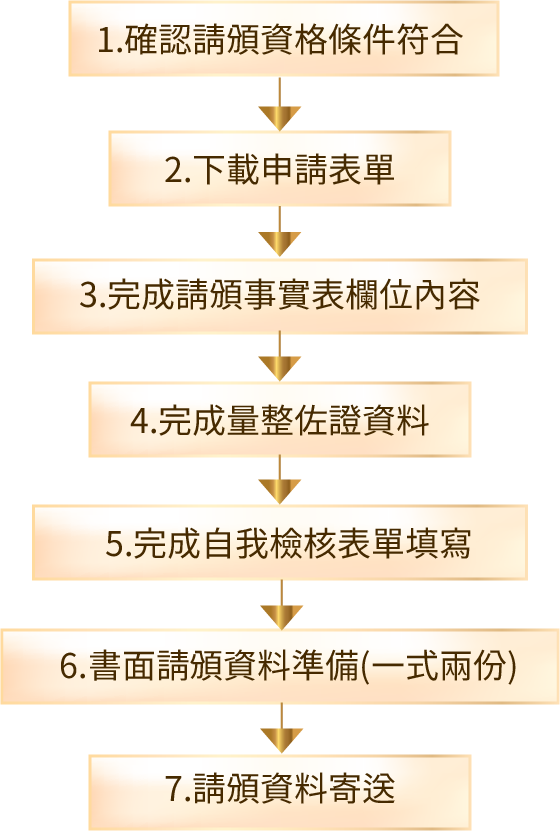 1.確認請頒資格條件符合
2.下載申請表單
3.完成請頒事實表欄位內容
4.完成量整佐證資料
5.完成自我檢核表單填寫
6.書面請頒資料準備(一式兩份)
7.請頒資料寄送